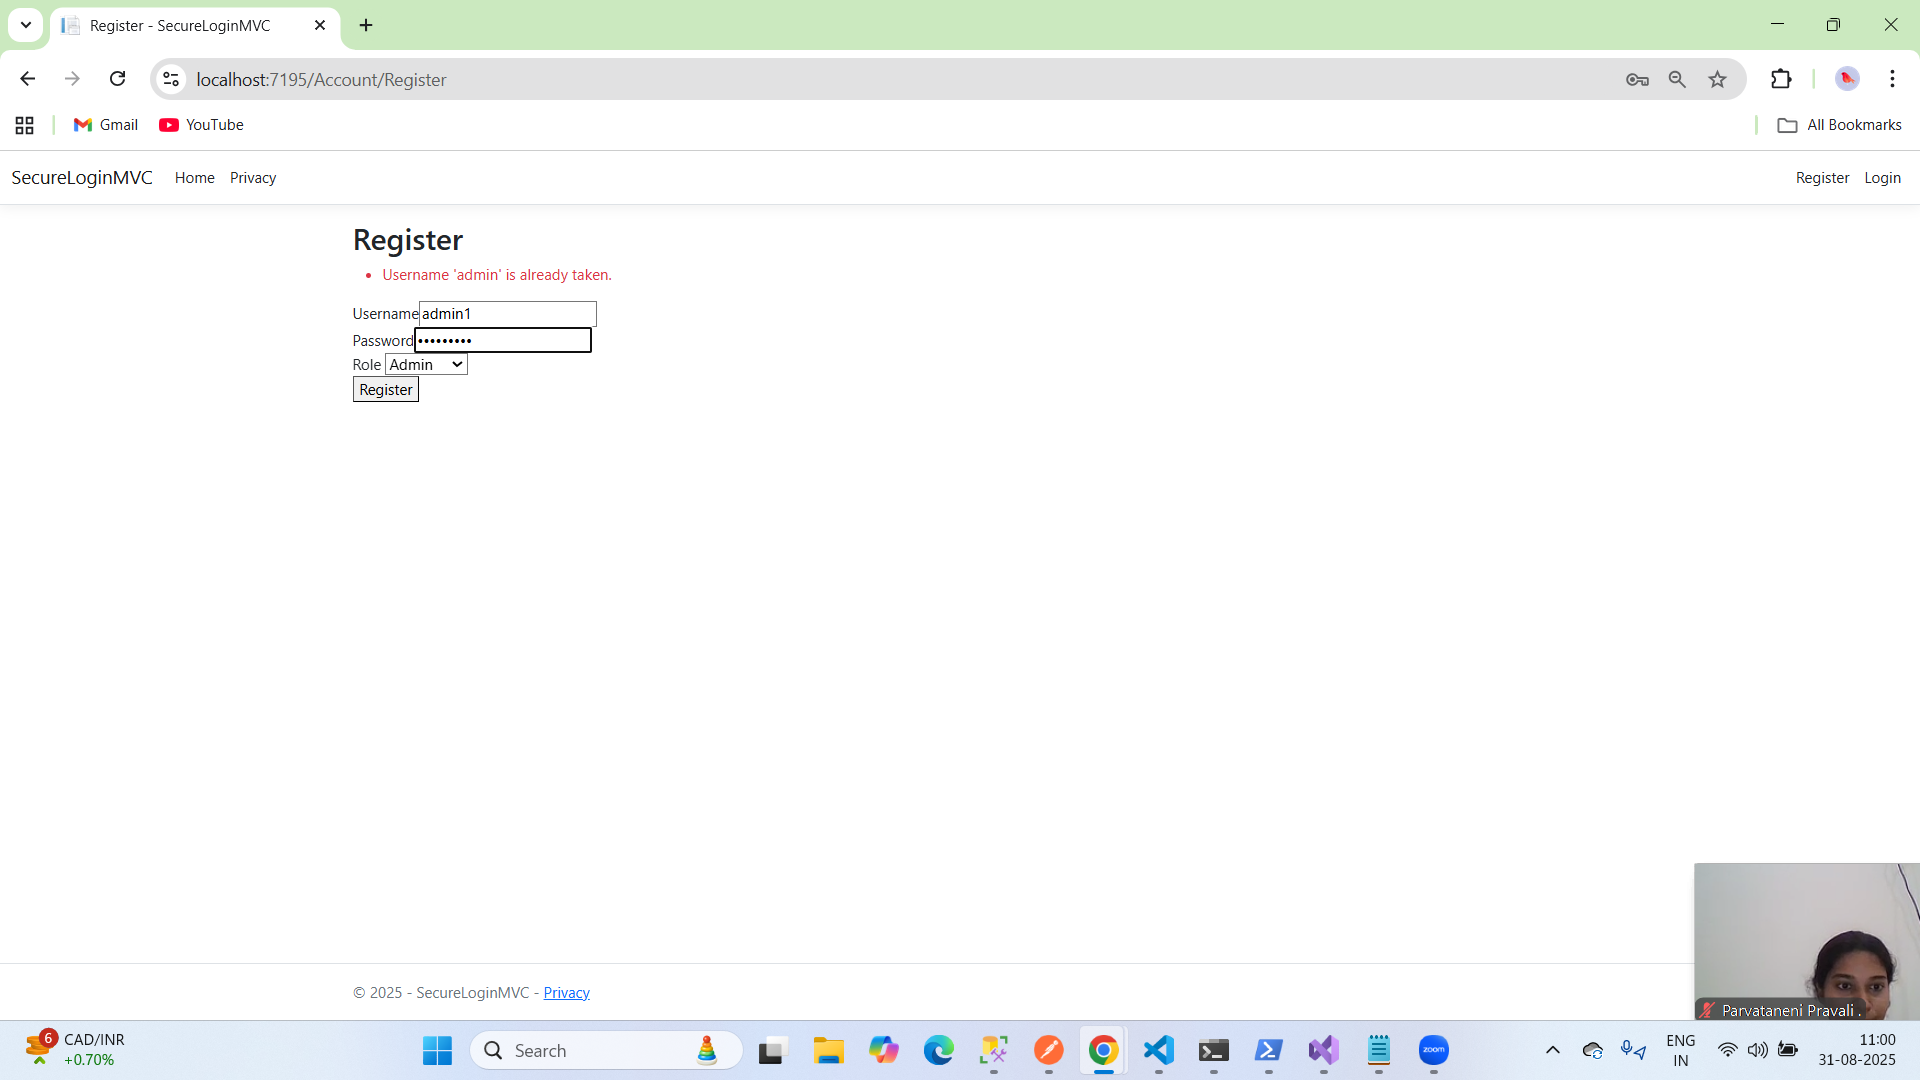 Register - SecureLoginMVC
localhost:7195/Account/Register
Gmail
YouTube
All Bookmarks
SecureLoginMVC
Home
Privacy
Register
Login
Register
Username 'admin' is already taken.
Username admin1
Password •••••••••
Role Admin
Register
© 2025 - SecureLoginMVC - Privacy
Parvataneni Pravali .
6
CAD/INR
+0.70%
Search
zoom
ENG
IN
11:00
31-08-2025